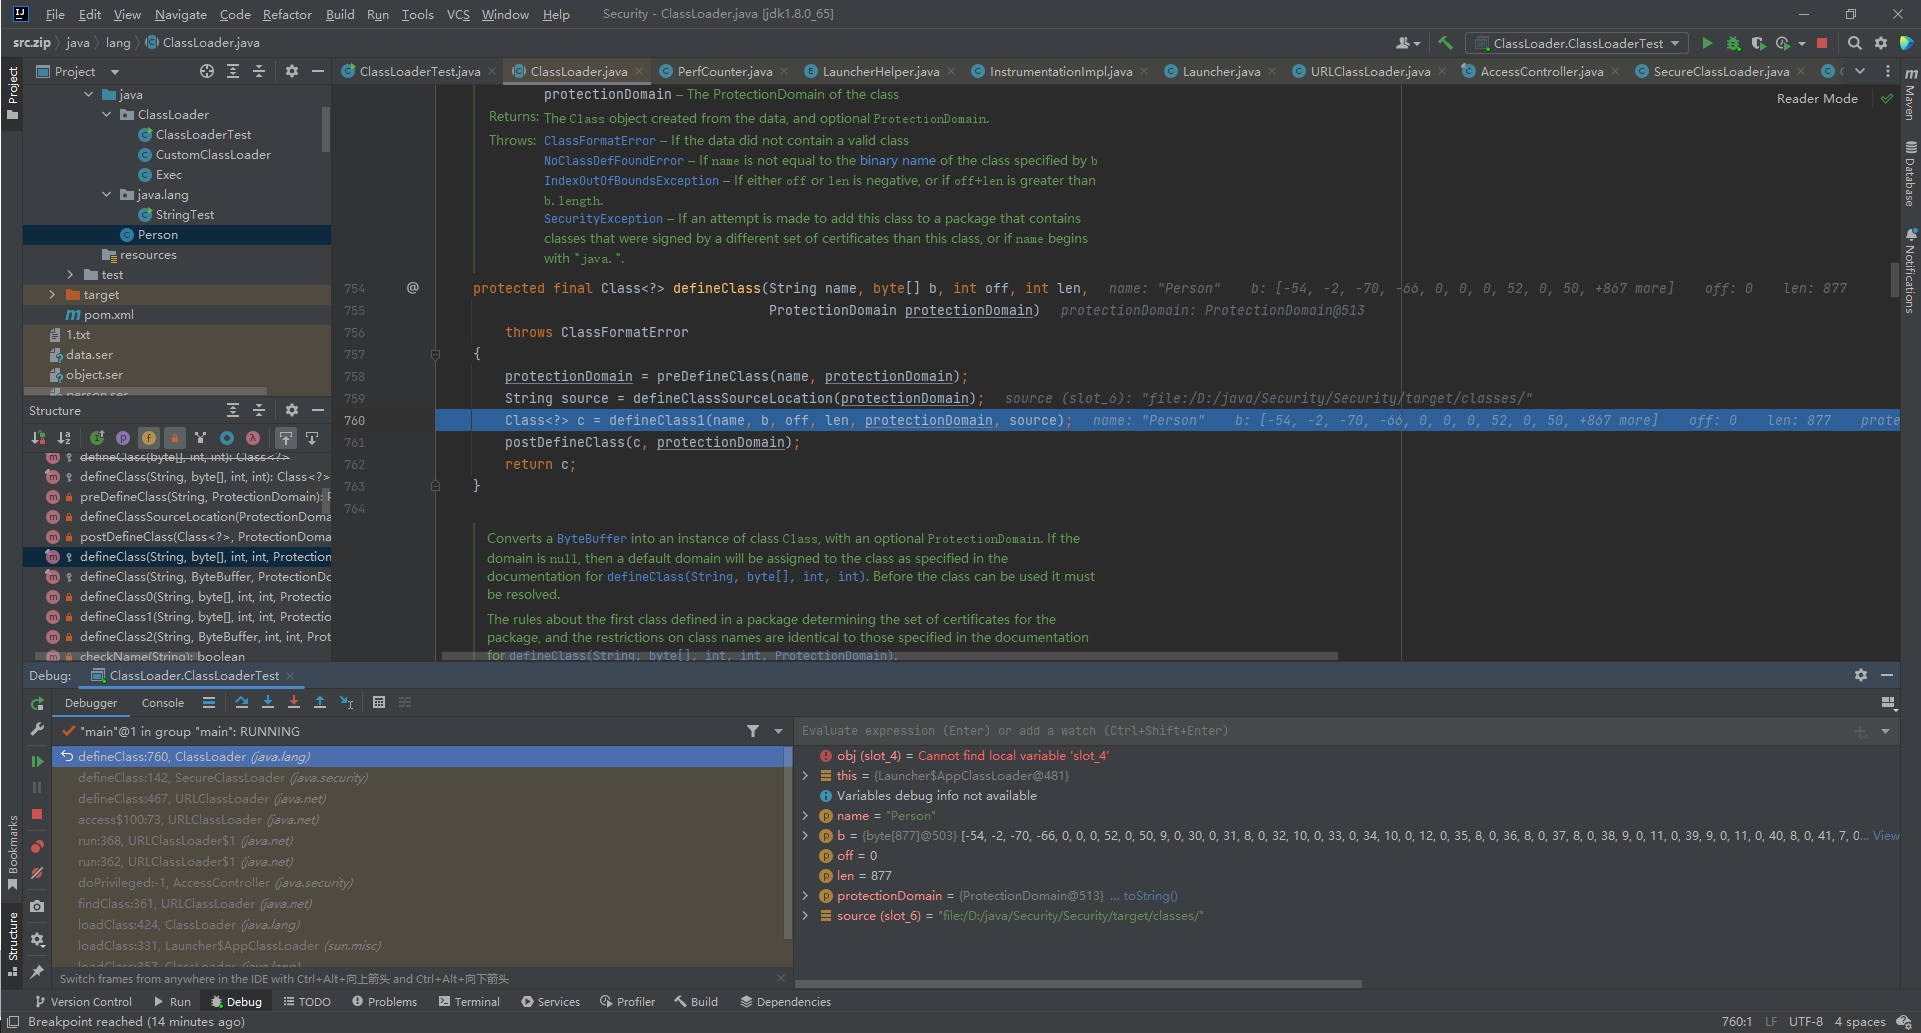 File Edit View Navigate Code Refactor Build Run Tools VCS Window Help Security - ClassLoader.java [jdk1.8.0_65]
src.zip java lang ClassLoader.java
ClassLoader.ClassLoaderTest
Project
ClassLoaderTest.java ClassLoader.java PerfCounter.java LauncherHelper.java InstrumentationImpl.java Launcher.java URLClassLoader.java AccessController.java SecureClassLoader.java
Project
java
ClassLoader
ClassLoaderTest
CustomClassLoader
Exec
java.lang
StringTest
Person
resources
test
target
pom.xml
1.txt
data.ser
object.ser
person.ser
Structure
defineClass(byte[], int, int): Class<?>
defineClass(String, byte[], int, int): Class<?>
preDefineClass(String, ProtectionDomain): P
defineClassSourceLocation(ProtectionDoma
postDefineClass(Class<?>, ProtectionDoma
defineClass(String, byte[], int, int, Protection
defineClass(String, ByteBuffer, ProtectionDo
defineClass0(String, byte[], int, int, Protectio
defineClass1(String, byte[], int, int, Protectio
defineClass2(String, ByteBuffer, int, int, Prot
checkName(String): boolean
Reader Mode
protectionDomain – The ProtectionDomain of the class
Returns: The Class object created from the data, and optional ProtectionDomain.
Throws: ClassFormatError – If the data did not contain a valid class
NoClassDefFoundError – If name is not equal to the binary name of the class specified by b
IndexOutOfBoundsException – If either off or len is negative, or if off+len is greater than
b.length.
SecurityException – If an attempt is made to add this class to a package that contains
classes that were signed by a different set of certificates than this class, or if name begins
with "java.".
754 @ protected final Class<?> defineClass(String name, byte[] b, int off, int len, name: "Person" b: [-54, -2, -70, -66, 0, 0, 0, 52, 0, 50, +867 more] off: 0 len: 877
755 ProtectionDomain protectionDomain) protectionDomain: ProtectionDomain@513
756 throws ClassFormatError
757 {
758 protectionDomain = preDefineClass(name, protectionDomain);
759 String source = defineClassSourceLocation(protectionDomain); source (slot_6): "file:/D:/java/Security/Security/target/classes/"
760 Class<?> c = defineClass1(name, b, off, len, protectionDomain, source); name: "Person" b: [-54, -2, -70, -66, 0, 0, 0, 52, 0, 50, +867 more] off: 0 len: 877 prote
761 postDefineClass(c, protectionDomain);
762 return c;
763 }
764
Converts a ByteBuffer into an instance of class Class, with an optional ProtectionDomain. If the
domain is null, then a default domain will be assigned to the class as specified in the
documentation for defineClass(String, byte[], int, int). Before the class can be used it must
be resolved.
The rules about the first class defined in a package determining the set of certificates for the
package, and the restrictions on class names are identical to those specified in the documentation
for defineClass(String, byte[], int, int, ProtectionDomain).
Maven
Database
Notifications
Debug: ClassLoader.ClassLoaderTest
Debugger Console
"main"@1 in group "main": RUNNING
defineClass:760, ClassLoader (java.lang)
defineClass:142, SecureClassLoader (java.security)
defineClass:467, URLClassLoader (java.net)
access$100:73, URLClassLoader (java.net)
run:368, URLClassLoader$1 (java.net)
run:362, URLClassLoader$1 (java.net)
doPrivileged:-1, AccessController (java.security)
findClass:361, URLClassLoader (java.net)
loadClass:424, ClassLoader (java.lang)
loadClass:331, Launcher$AppClassLoader (sun.misc)
loadClass:357, ClassLoader (java.lang)
Switch frames from anywhere in the IDE with Ctrl+Alt+向上箭头 and Ctrl+Alt+向下箭头
Evaluate expression (Enter) or add a watch (Ctrl+Shift+Enter)
obj (slot_4) = Cannot find local variable 'slot_4'
this = {Launcher$AppClassLoader@481}
Variables debug info not available
name = "Person"
b = {byte[877]@503} [-54, -2, -70, -66, 0, 0, 0, 52, 0, 50, 9, 0, 30, 0, 31, 8, 0, 32, 10, 0, 33, 0, 34, 10, 0, 12, 0, 35, 8, 0, 36, 8, 0, 37, 8, 0, 38, 9, 0, 11, 0, 39, 9, 0, 11, 0, 40, 8, 0, 41, 7, 0... View
off = 0
len = 877
protectionDomain = {ProtectionDomain@513} ... toString()
source (slot_6) = "file:/D:/java/Security/Security/target/classes/"
Bookmarks
Structure
Version Control Run Debug TODO Problems Terminal Services Profiler Build Dependencies
Breakpoint reached (14 minutes ago)
760:1 LF UTF-8 4 spaces